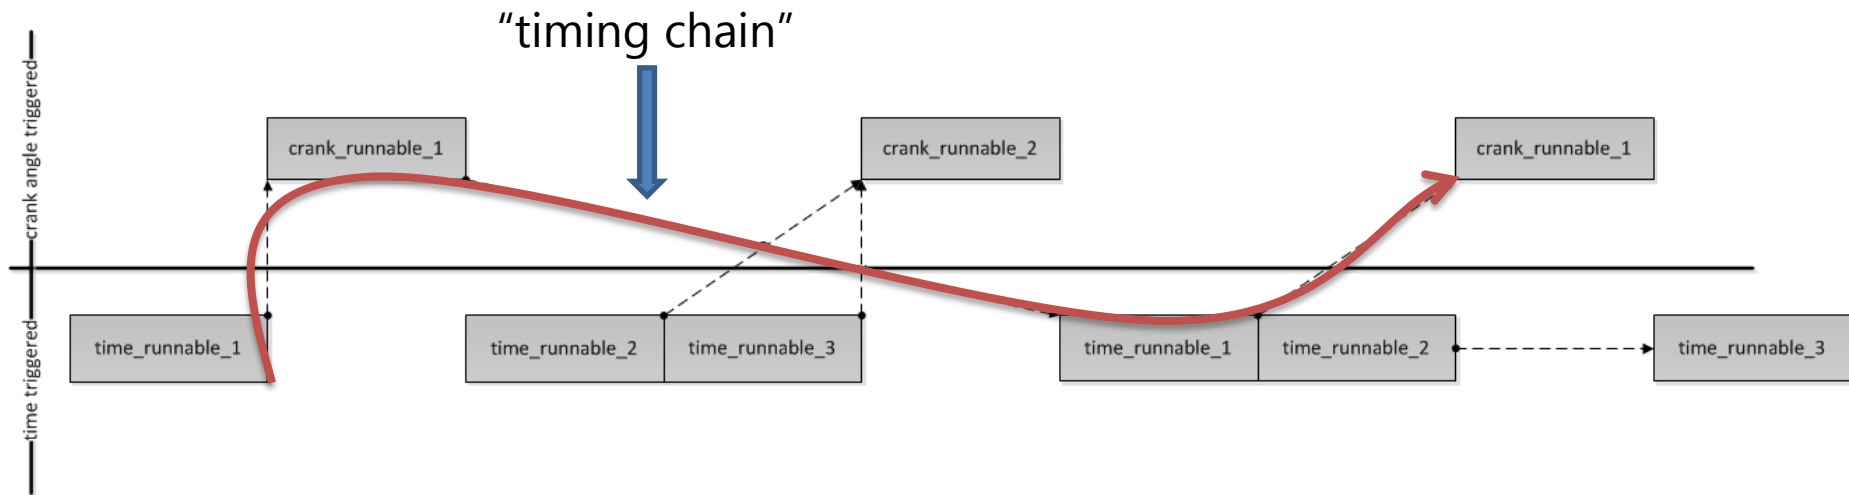 “timing chain”
crank angle triggered
crank_runnable_1
crank_runnable_2
crank_runnable_1
time triggered
time_runnable_1
time_runnable_2
time_runnable_3
time_runnable_1
time_runnable_2
time_runnable_3